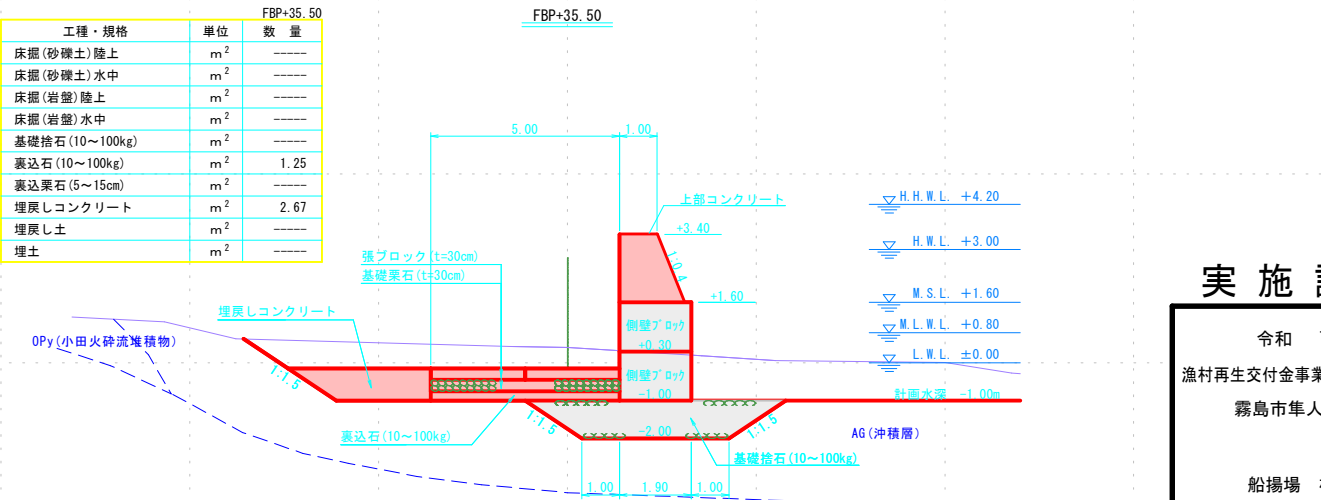 FBP+35.50
工種・規格 単位 数 量
床掘(砂礫土)陸上 m² -----
床掘(砂礫土)水中 m² -----
床掘(岩盤)陸上 m² -----
床掘(岩盤)水中 m² -----
基礎捨石(10～100kg) m² -----
裏込石(10～100kg) m² 1.25
裏込栗石(5～15cm) m² -----
埋戻しコンクリート m² 2.67
埋戻し土 m² -----
埋土 m² -----
FBP+35.50
5.00
1.00
上部コンクリート
+3.40
1:0.4
+1.60
張ブロック(t=30cm)
基礎栗石(t=30cm)
埋戻しコンクリート
OPy(小田火砕流堆積物)
1:1.5
側壁ブロック
+0.30
側壁ブロック
-1.00
裏込石(10～100kg)
1:1.5
-2.00
1:1.5
基礎捨石(10～100kg)
1.00
1.90
1.00
H.H.W.L. +4.20
H.W.L. +3.00
M.S.L. +1.60
M.L.W.L. +0.80
L.W.L. ±0.00
計画水深 -1.00m
AG(沖積層)
実 施
令和
漁村再生交付金事業
霧島市隼人
船揚場